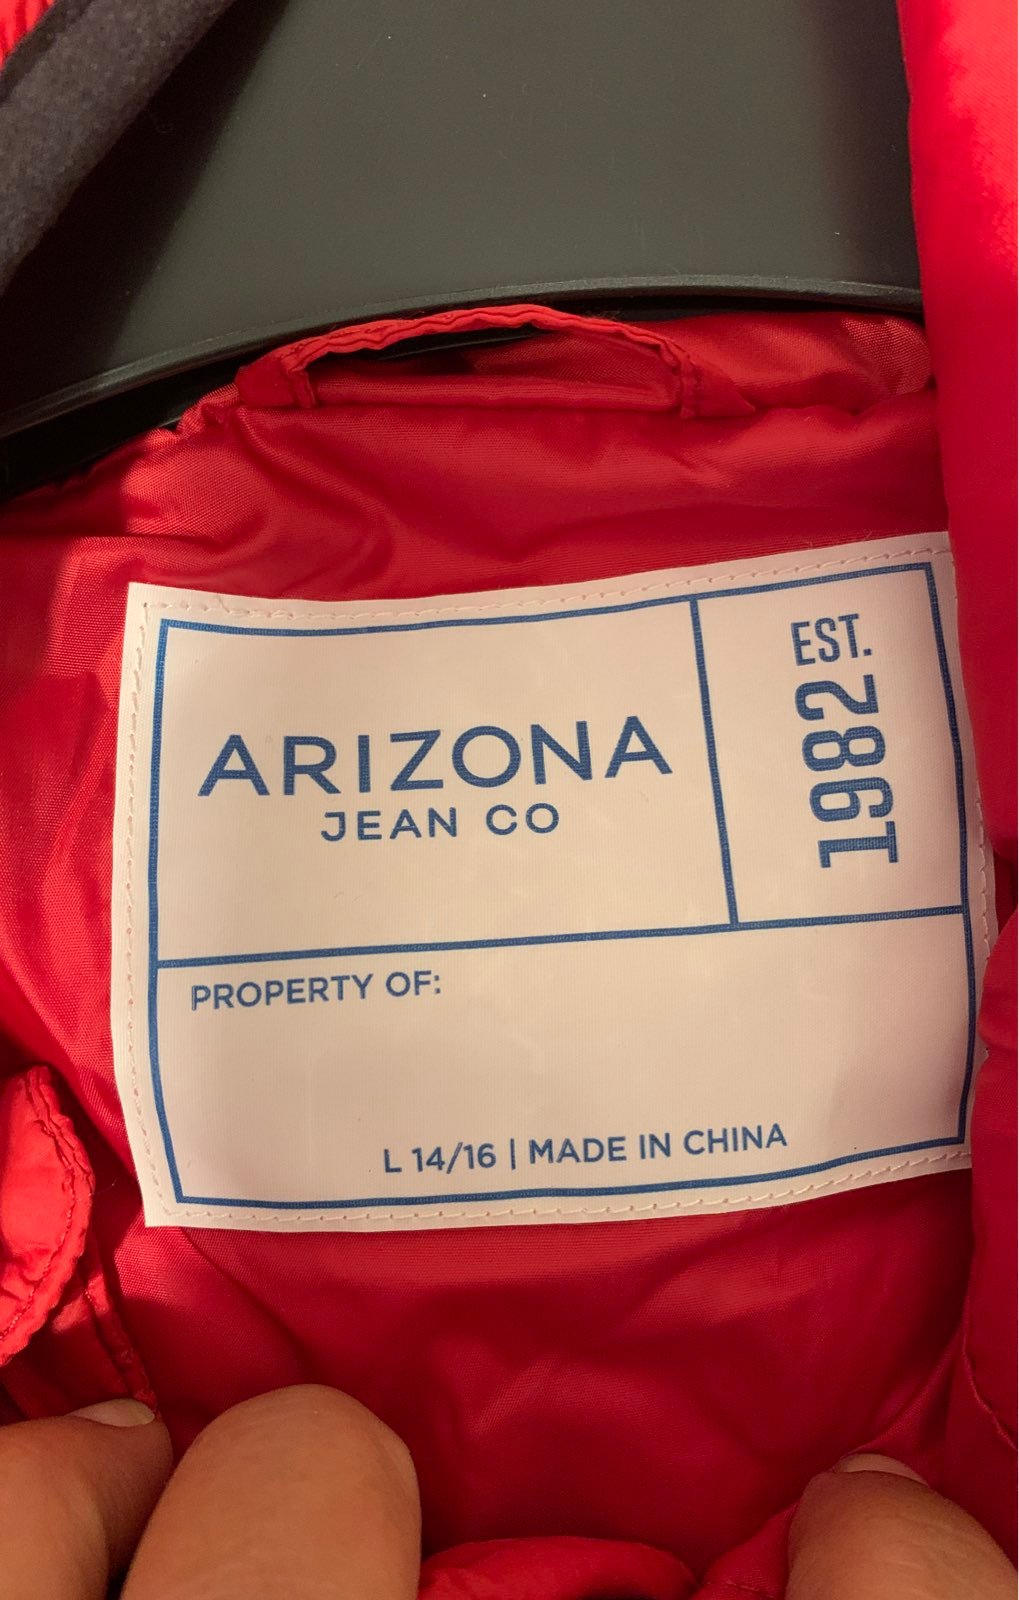 ARIZONA
JEAN CO
EST.
1982
PROPERTY OF:
L 14/16 | MADE IN CHINA